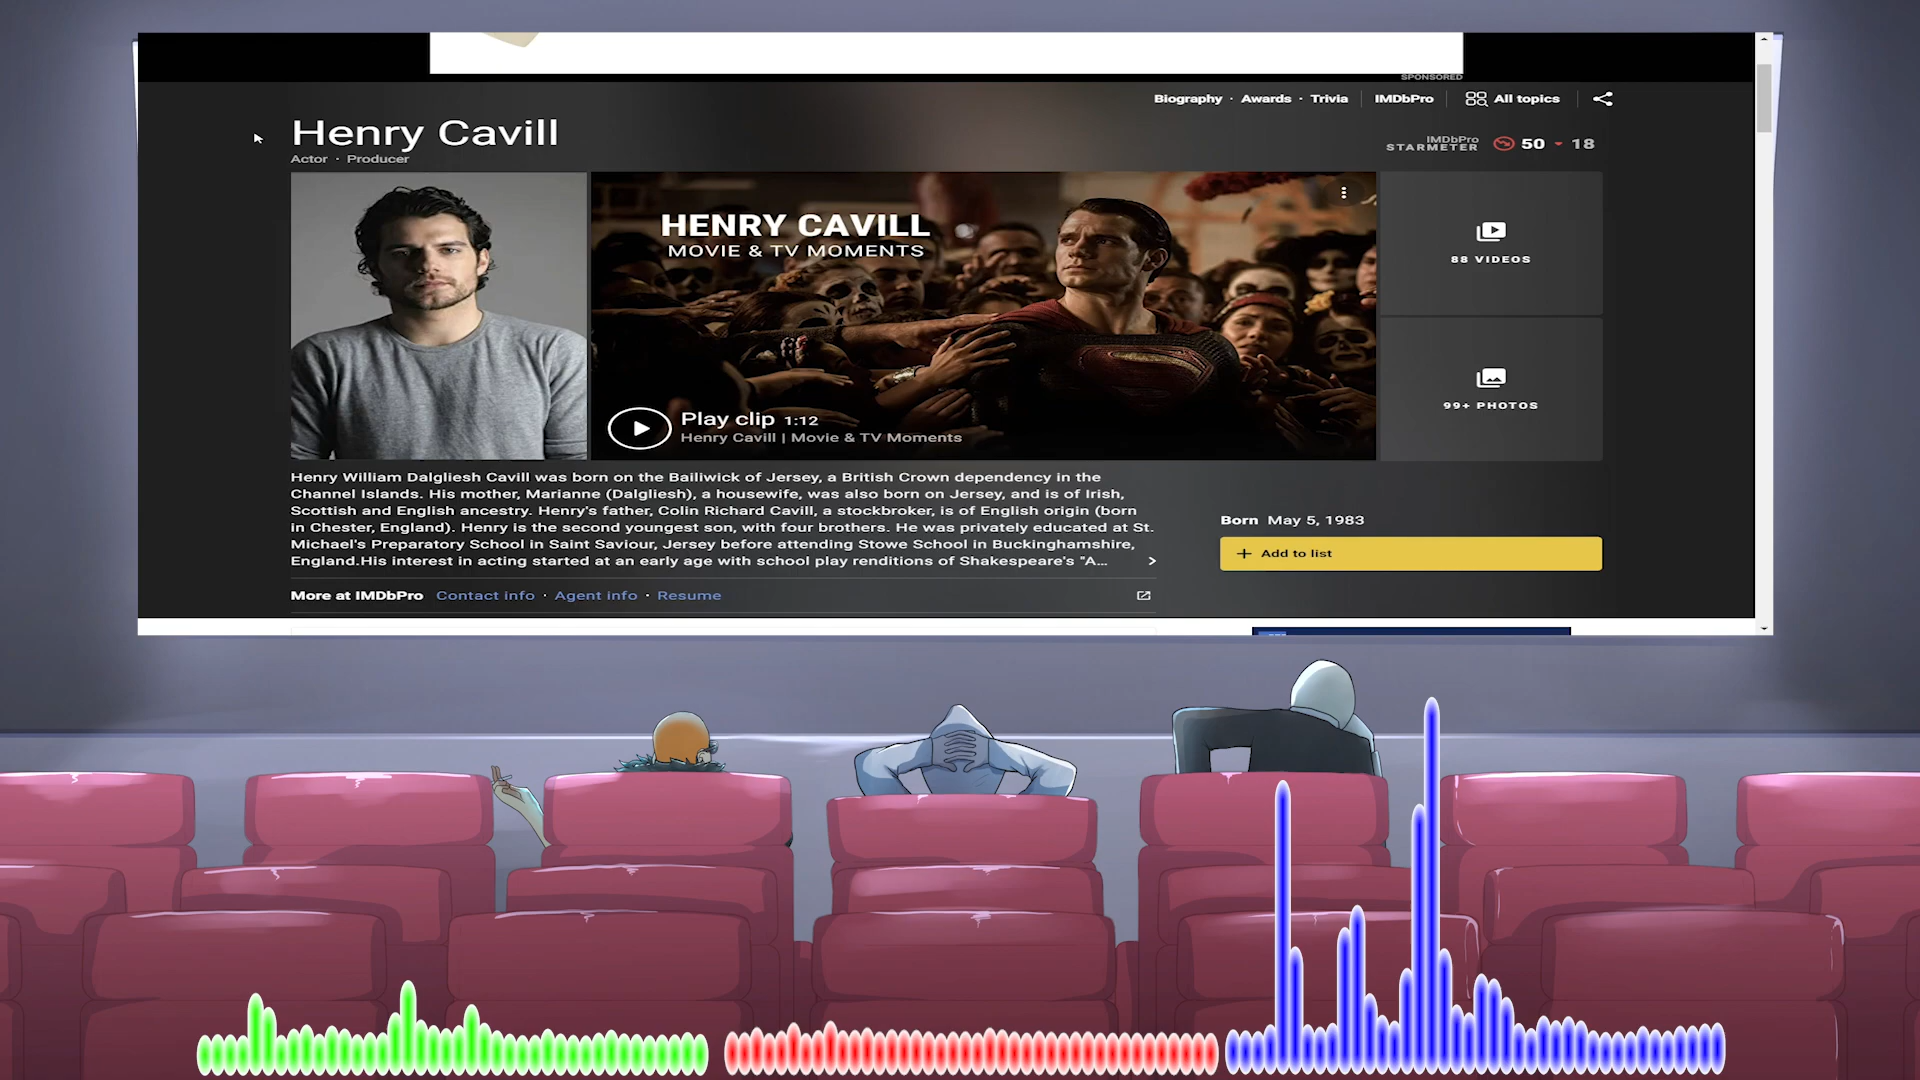 SPONSORED
Biography · Awards · Trivia
IMDbPro
All topics
Henry Cavill
Actor · Producer
IMDbPro
STARMETER
50
18
HENRY CAVILL
MOVIE & TV MOMENTS
88 VIDEOS
99+ PHOTOS
Play clip 1:12
Henry Cavill | Movie & TV Moments
Henry William Dalgliesh Cavill was born on the Bailiwick of Jersey, a British Crown dependency in the
Channel Islands. His mother, Marianne (Dalgliesh), a housewife, was also born on Jersey, and is of Irish,
Scottish and English ancestry. Henry's father, Colin Richard Cavill, a stockbroker, is of English origin (born
in Chester, England). Henry is the second youngest son, with four brothers. He was privately educated at St.
Michael's Preparatory School in Saint Saviour, Jersey before attending Stowe School in Buckinghamshire,
England.His interest in acting started at an early age with school play renditions of Shakespeare's "A...
Born May 5, 1983
+ Add to list
More at IMDbPro Contact info · Agent info · Resume